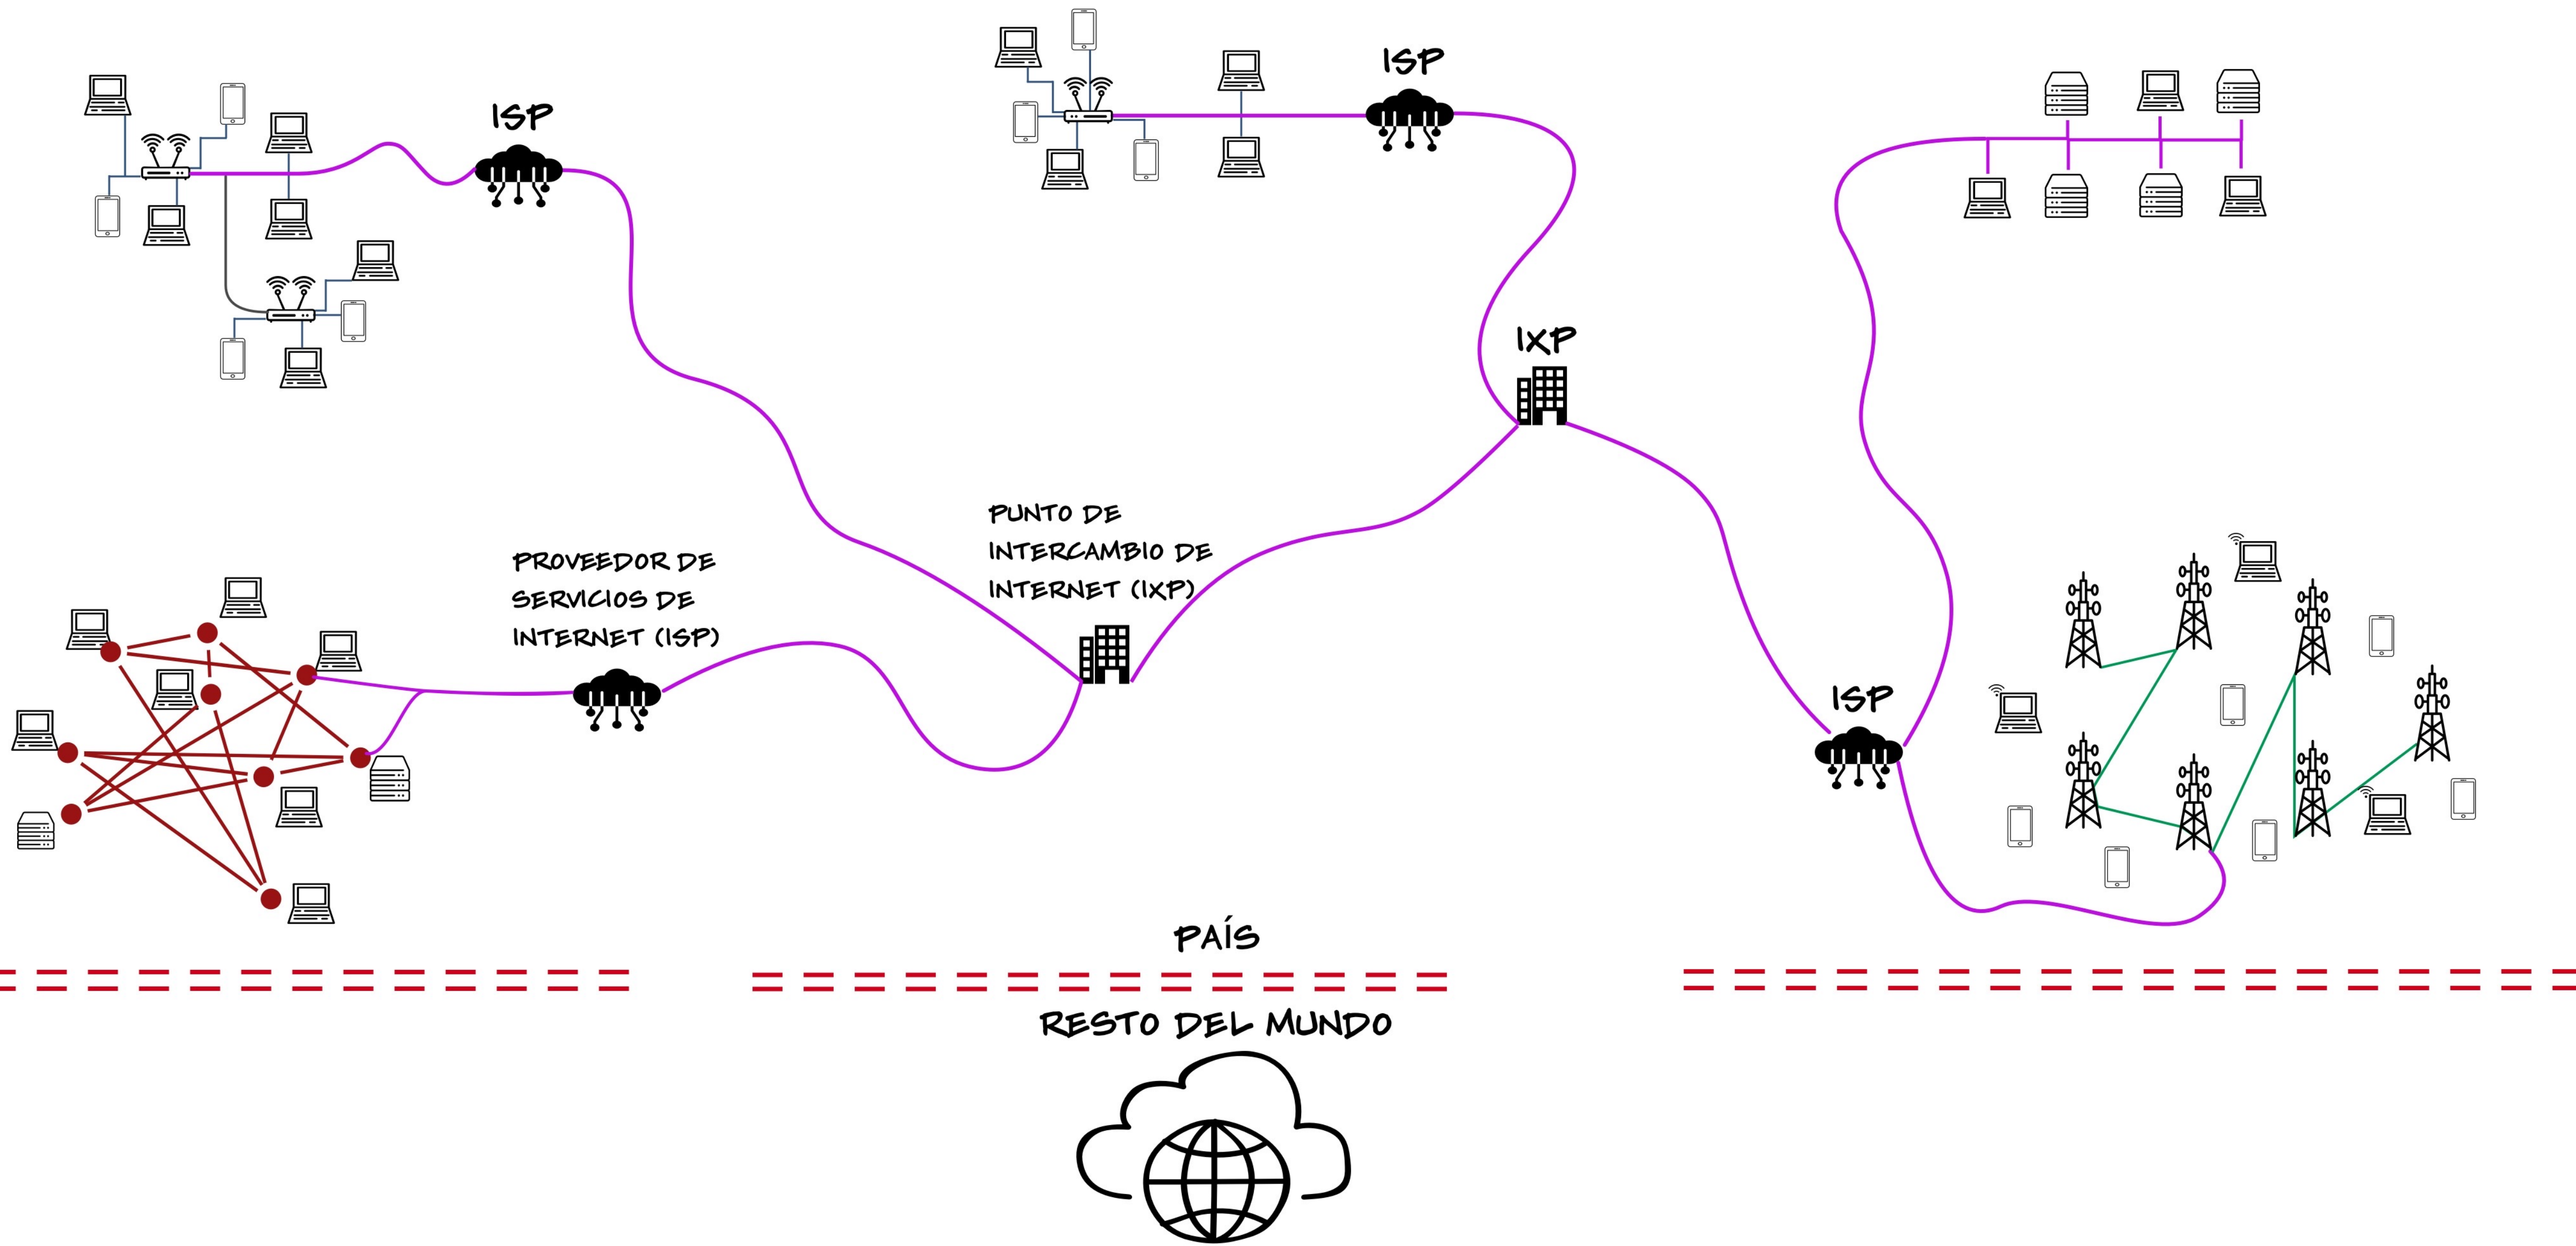 ISP
ISP
IXP
PUNTO DE
INTERCAMBIO DE
INTERNET (IXP)
PROVEEDOR DE
SERVICIOS DE
INTERNET (ISP)
ISP
PAÍS
RESTO DEL MUNDO